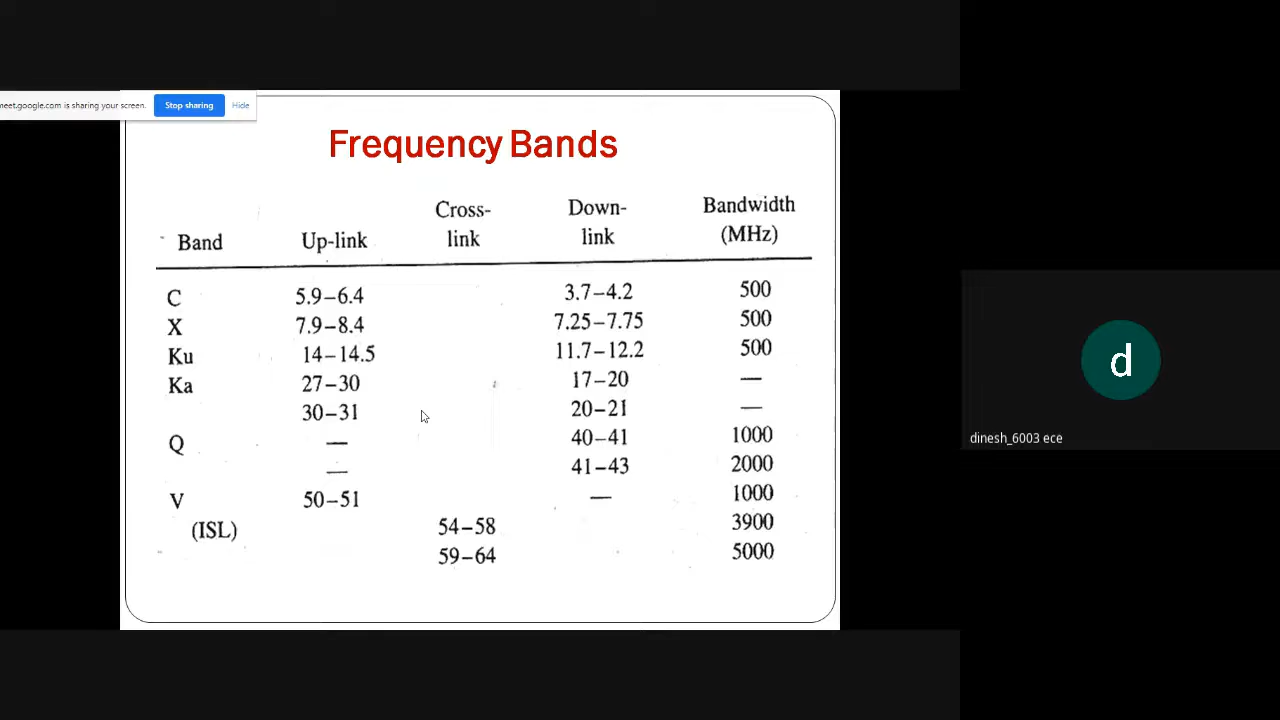 meet.google.com is sharing your screen. Stop sharing Hide
Frequency Bands
Band Up-link Cross-link Down-link Bandwidth (MHz)
C 5.9–6.4 3.7–4.2 500
X 7.9–8.4 7.25–7.75 500
Ku 14–14.5 11.7–12.2 500
Ka 27–30 17–20 —
30–31 20–21 —
Q — 40–41 1000
— 41–43 2000
V 50–51 — 1000
(ISL) 54–58 3900
59–64 5000
d
dinesh_6003 ece